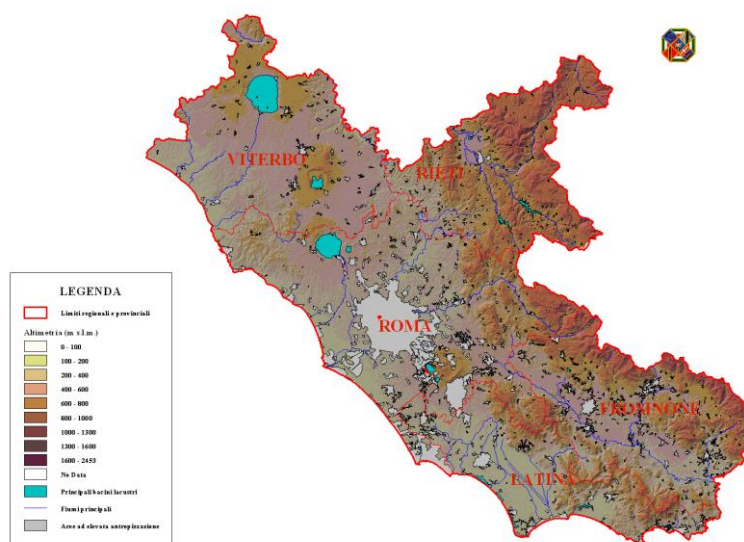 VITERBO
RIETI
ROMA
FROSINONE
LATINA
LEGENDA
Limiti regionali e provinciali
Altimetria (m s.l.m.)
0 - 100
100 - 200
200 - 400
400 - 600
600 - 800
800 - 1000
1000 - 1300
1300 - 1600
1600 - 2453
No Data
Principali bacini lacustri
Fiumi principali
Aree ad elevata antropizzazione